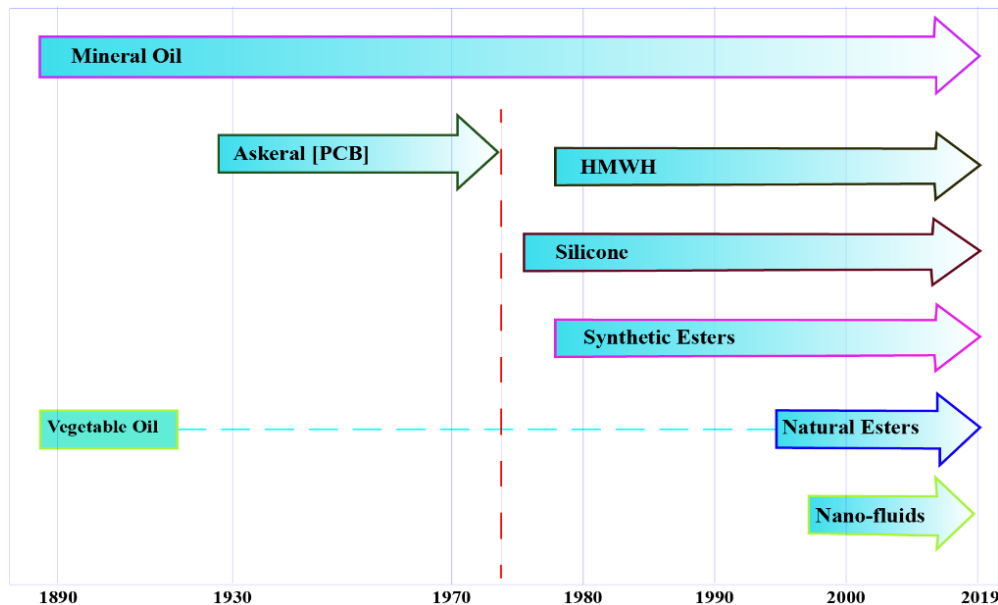 Mineral Oil
Askeral [PCB]
HMWH
Silicone
Synthetic Esters
Vegetable Oil
Natural Esters
Nano-fluids
1890 1930 1970 1980 1990 2000 2019